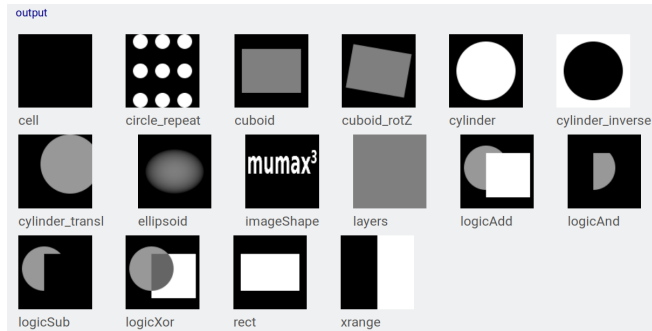 output
cell circle_repeat cuboid cuboid_rotZ cylinder cylinder_inverse
mumax³
cylinder_transl ellipsoid imageShape layers logicAdd logicAnd
logicSub logicXor rect xrange